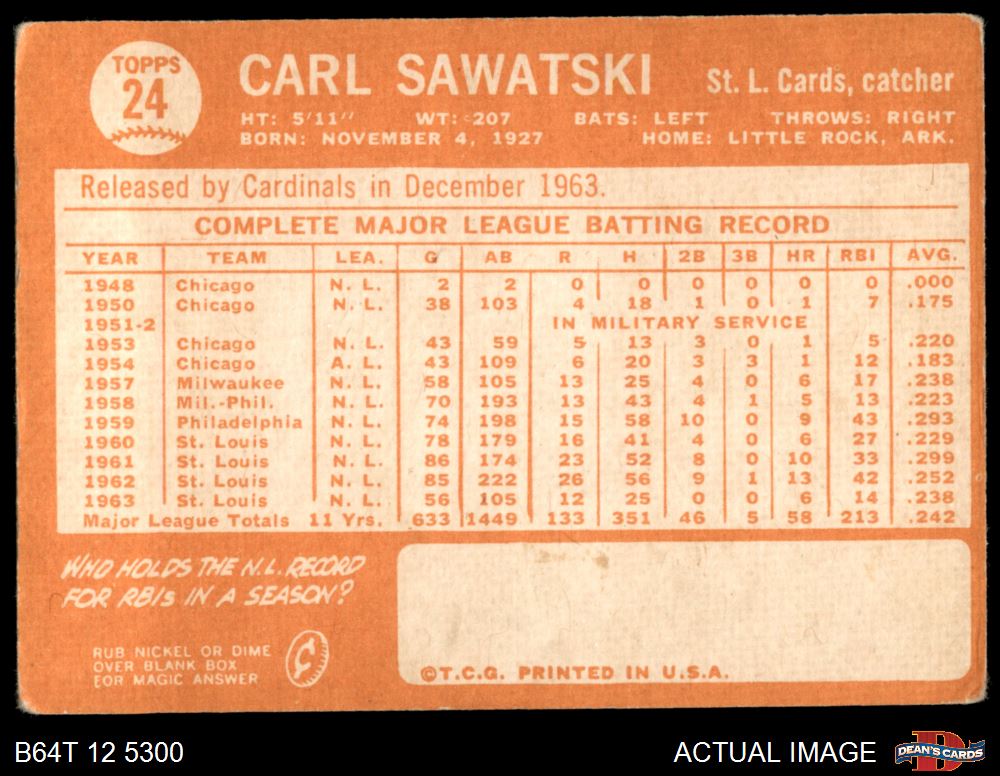 TOPPS
24
CARL SAWATSKI St. L. Cards, catcher
HT: 5'11" WT: 207 BATS: LEFT THROWS: RIGHT
BORN: NOVEMBER 4, 1927 HOME: LITTLE ROCK, ARK.
Released by Cardinals in December 1963.
COMPLETE MAJOR LEAGUE BATTING RECORD
YEAR TEAM LEA. G AB R H 2B 3B HR RBI AVG.
1948 Chicago N. L. 2 2 0 0 0 0 0 0 .000
1950 Chicago N. L. 38 103 4 18 1 0 1 7 .175
1951-2 IN MILITARY SERVICE
1953 Chicago N. L. 43 59 5 13 3 0 1 5 .220
1954 Chicago A. L. 43 109 6 20 3 3 1 12 .183
1957 Milwaukee N. L. 58 105 13 25 4 0 6 17 .238
1958 Mil.-Phil. N. L. 70 193 13 43 4 1 5 13 .223
1959 Philadelphia N. L. 74 198 15 58 10 0 9 43 .293
1960 St. Louis N. L. 78 179 16 41 4 0 6 27 .229
1961 St. Louis N. L. 86 174 23 52 8 0 10 33 .299
1962 St. Louis N. L. 85 222 26 56 9 1 13 42 .252
1963 St. Louis N. L. 56 105 12 25 0 0 6 14 .238
Major League Totals 11 Yrs. 633 1449 133 351 46 5 58 213 .242
WHO HOLDS THE N.L. RECORD
FOR RBIs IN A SEASON?
RUB NICKEL OR DIME
OVER BLANK BOX
FOR MAGIC ANSWER
¢
©T.C.G. PRINTED IN U.S.A.
B64T 12 5300 ACTUAL IMAGE
D
DEAN'S CARDS